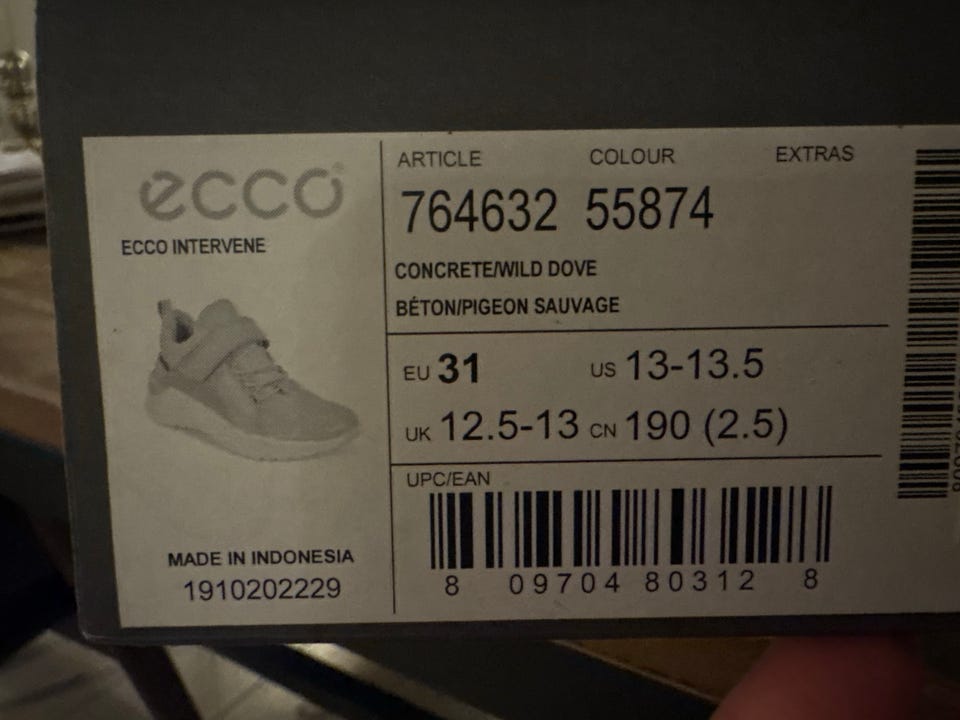 ecco
ECCO INTERVENE
MADE IN INDONESIA
1910202229
ARTICLE COLOUR EXTRAS
764632 55874
CONCRETE/WILD DOVE
BÉTON/PIGEON SAUVAGE
EU 31 US 13-13.5
UK 12.5-13 CN 190 (2.5)
UPC/EAN
8 09704 80312 8